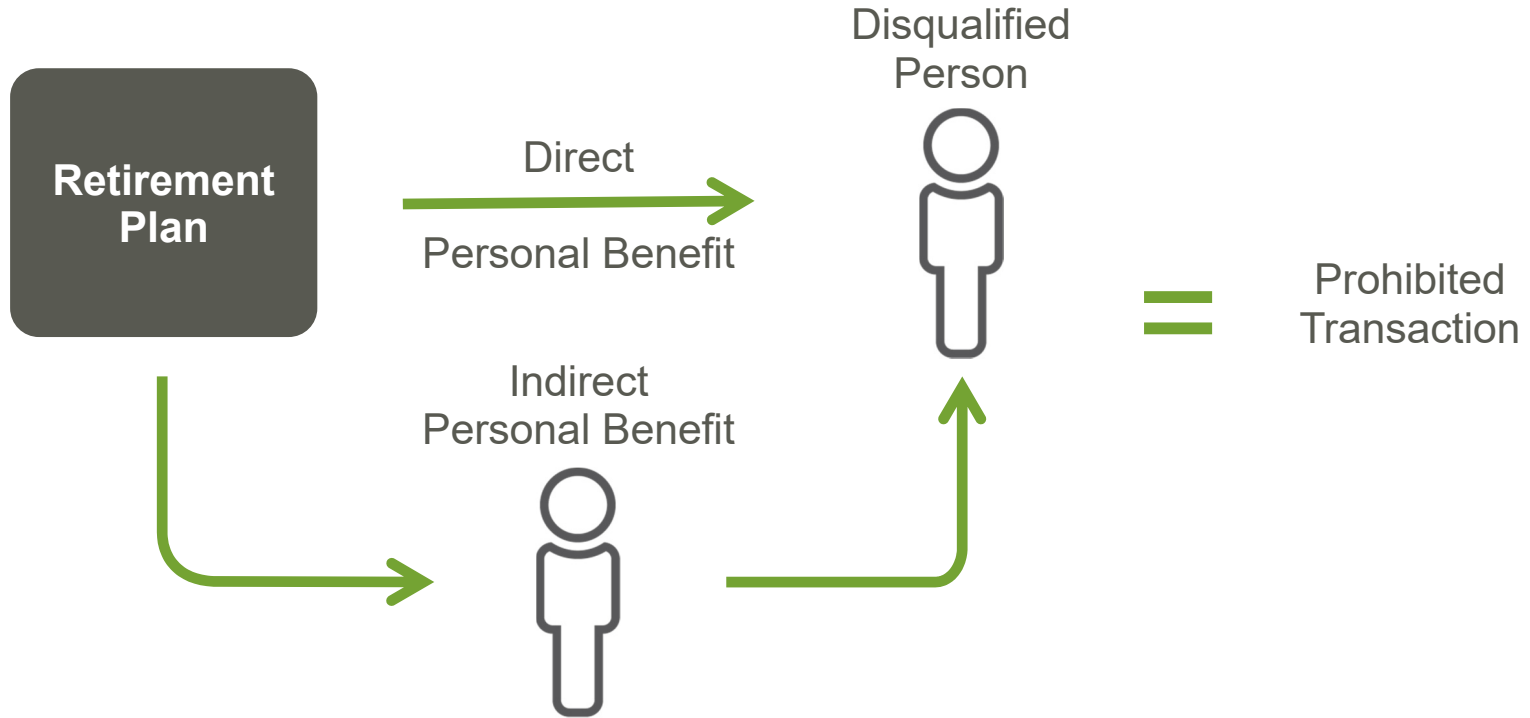 Disqualified
Person
Retirement
Plan
Direct
Personal Benefit
Prohibited
Transaction
Indirect
Personal Benefit